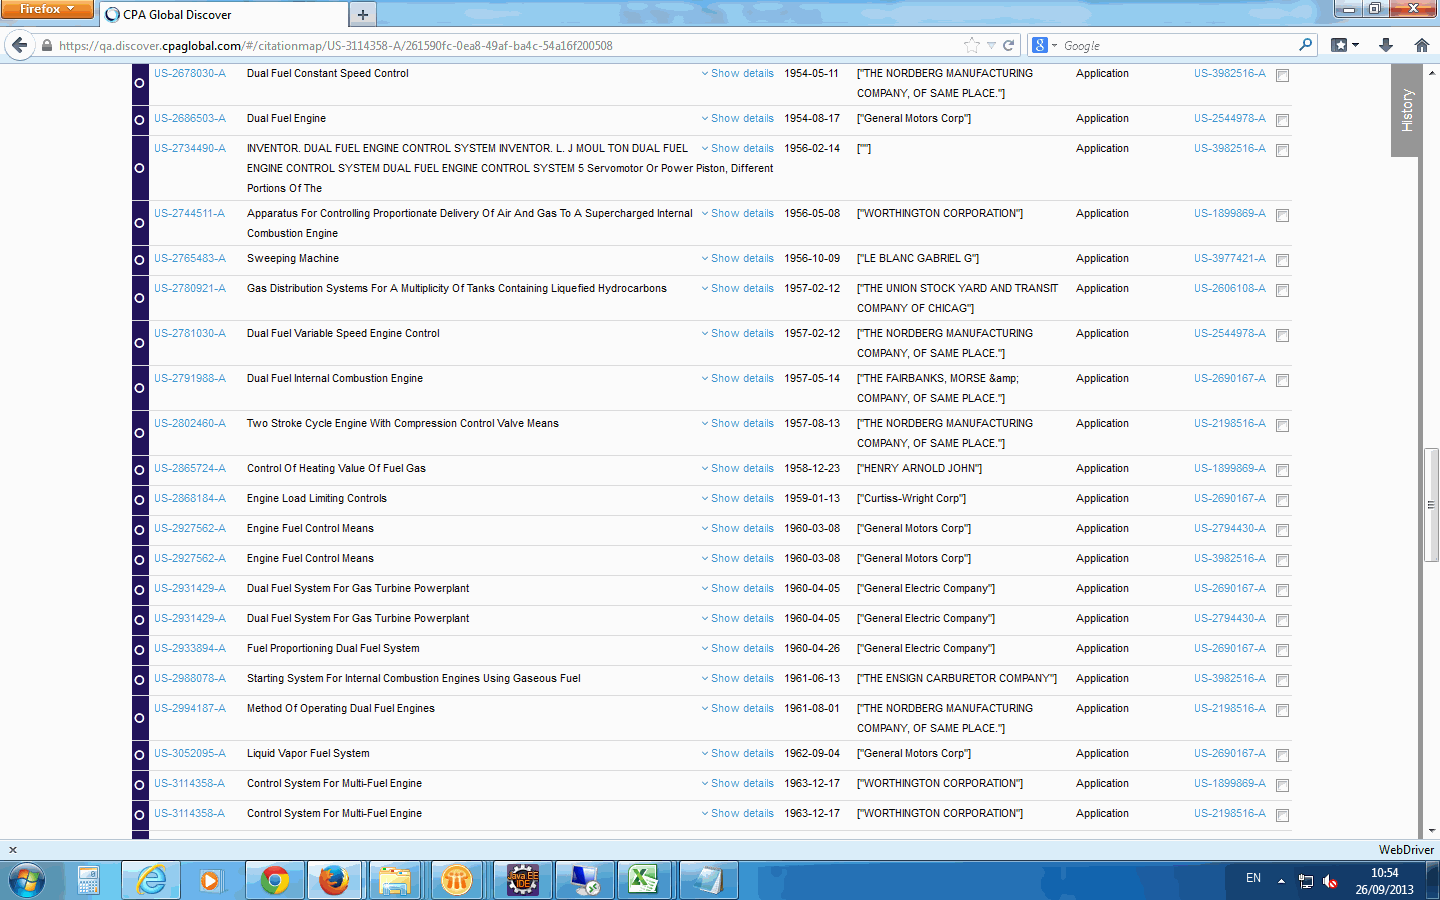 Firefox
CPA Global Discover
https://qa.discover.cpaglobal.com/#/citationmap/US-3114358-A/261590fc-0ea8-49af-ba4c-54a16f200508
Google
History
US-2678030-A Dual Fuel Constant Speed Control Show details 1954-05-11 ["THE NORDBERG MANUFACTURING Application US-3982516-A
COMPANY, OF SAME PLACE."]
US-2686503-A Dual Fuel Engine Show details 1954-08-17 ["General Motors Corp"] Application US-2544978-A
US-2734490-A INVENTOR. DUAL FUEL ENGINE CONTROL SYSTEM INVENTOR. L. J MOUL TON DUAL FUEL Show details 1956-02-14 [""] Application US-3982516-A
ENGINE CONTROL SYSTEM DUAL FUEL ENGINE CONTROL SYSTEM 5 Servomotor Or Power Piston, Different
Portions Of The
US-2744511-A Apparatus For Controlling Proportionate Delivery Of Air And Gas To A Supercharged Internal Show details 1956-05-08 ["WORTHINGTON CORPORATION"] Application US-1899869-A
Combustion Engine
US-2765483-A Sweeping Machine Show details 1956-10-09 ["LE BLANC GABRIEL G"] Application US-3977421-A
US-2780921-A Gas Distribution Systems For A Multiplicity Of Tanks Containing Liquefied Hydrocarbons Show details 1957-02-12 ["THE UNION STOCK YARD AND TRANSIT Application US-2606108-A
COMPANY OF CHICAG"]
US-2781030-A Dual Fuel Variable Speed Engine Control Show details 1957-02-12 ["THE NORDBERG MANUFACTURING Application US-2544978-A
COMPANY, OF SAME PLACE."]
US-2791988-A Dual Fuel Internal Combustion Engine Show details 1957-05-14 ["THE FAIRBANKS, MORSE &amp; Application US-2690167-A
COMPANY, OF SAME PLACE."]
US-2802460-A Two Stroke Cycle Engine With Compression Control Valve Means Show details 1957-08-13 ["THE NORDBERG MANUFACTURING Application US-2198516-A
COMPANY, OF SAME PLACE."]
US-2865724-A Control Of Heating Value Of Fuel Gas Show details 1958-12-23 ["HENRY ARNOLD JOHN"] Application US-1899869-A
US-2868184-A Engine Load Limiting Controls Show details 1959-01-13 ["Curtiss-Wright Corp"] Application US-2690167-A
US-2927562-A Engine Fuel Control Means Show details 1960-03-08 ["General Motors Corp"] Application US-2794430-A
US-2927562-A Engine Fuel Control Means Show details 1960-03-08 ["General Motors Corp"] Application US-3982516-A
US-2931429-A Dual Fuel System For Gas Turbine Powerplant Show details 1960-04-05 ["General Electric Company"] Application US-2690167-A
US-2931429-A Dual Fuel System For Gas Turbine Powerplant Show details 1960-04-05 ["General Electric Company"] Application US-2794430-A
US-2933894-A Fuel Proportioning Dual Fuel System Show details 1960-04-26 ["General Electric Company"] Application US-2690167-A
US-2988078-A Starting System For Internal Combustion Engines Using Gaseous Fuel Show details 1961-06-13 ["THE ENSIGN CARBURETOR COMPANY"] Application US-3982516-A
US-2994187-A Method Of Operating Dual Fuel Engines Show details 1961-08-01 ["THE NORDBERG MANUFACTURING Application US-2198516-A
COMPANY, OF SAME PLACE."]
US-3052095-A Liquid Vapor Fuel System Show details 1962-09-04 ["General Motors Corp"] Application US-2690167-A
US-3114358-A Control System For Multi-Fuel Engine Show details 1963-12-17 ["WORTHINGTON CORPORATION"] Application US-1899869-A
US-3114358-A Control System For Multi-Fuel Engine Show details 1963-12-17 ["WORTHINGTON CORPORATION"] Application US-2198516-A
WebDriver
Java EE
IDE
EN
10:54
26/09/2013